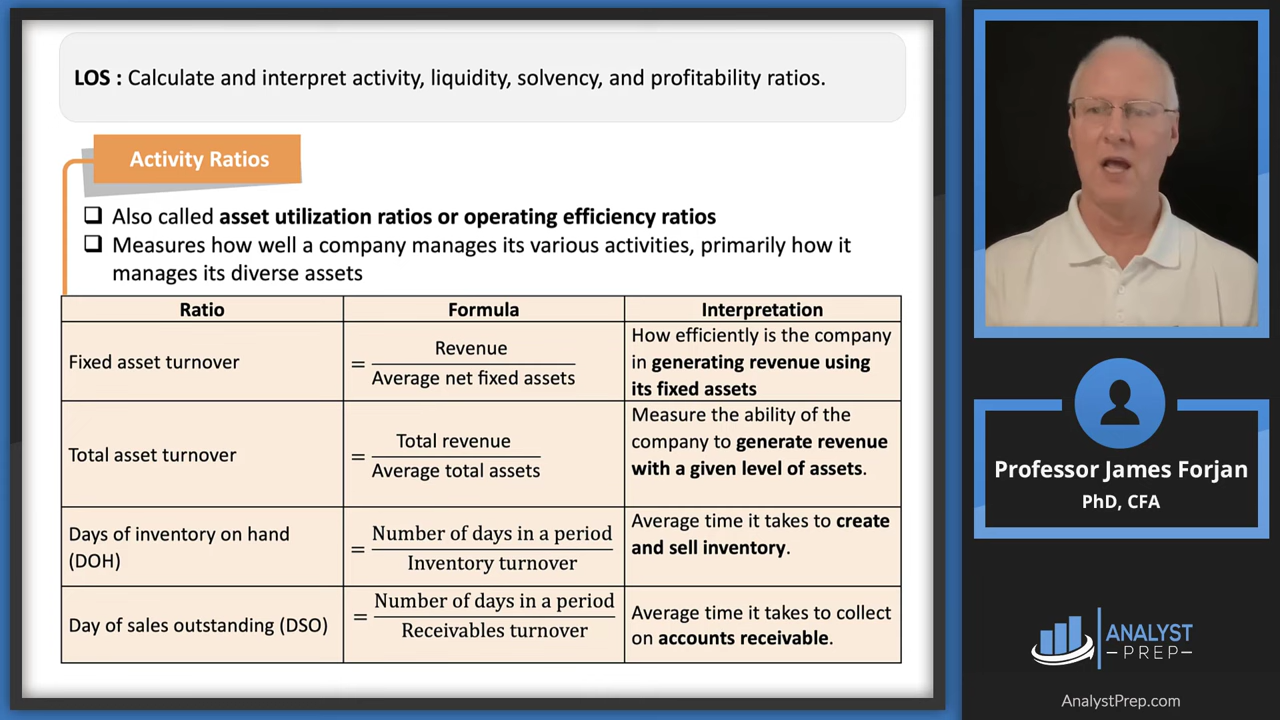 LOS : Calculate and interpret activity, liquidity, solvency, and profitability ratios.
Activity Ratios
❑ Also called asset utilization ratios or operating efficiency ratios
❑ Measures how well a company manages its various activities, primarily how it
manages its diverse assets
Ratio
Formula
Interpretation
Fixed asset turnover
= Revenue
Average net fixed assets
How efficiently is the company
in generating revenue using
its fixed assets
Total asset turnover
= Total revenue
Average total assets
Measure the ability of the
company to generate revenue
with a given level of assets.
Days of inventory on hand
(DOH)
= Number of days in a period
Inventory turnover
Average time it takes to create
and sell inventory.
Day of sales outstanding (DSO)
= Number of days in a period
Receivables turnover
Average time it takes to collect
on accounts receivable.
Professor James Forjan
PhD, CFA
ANALYST
–PREP–
AnalystPrep.com